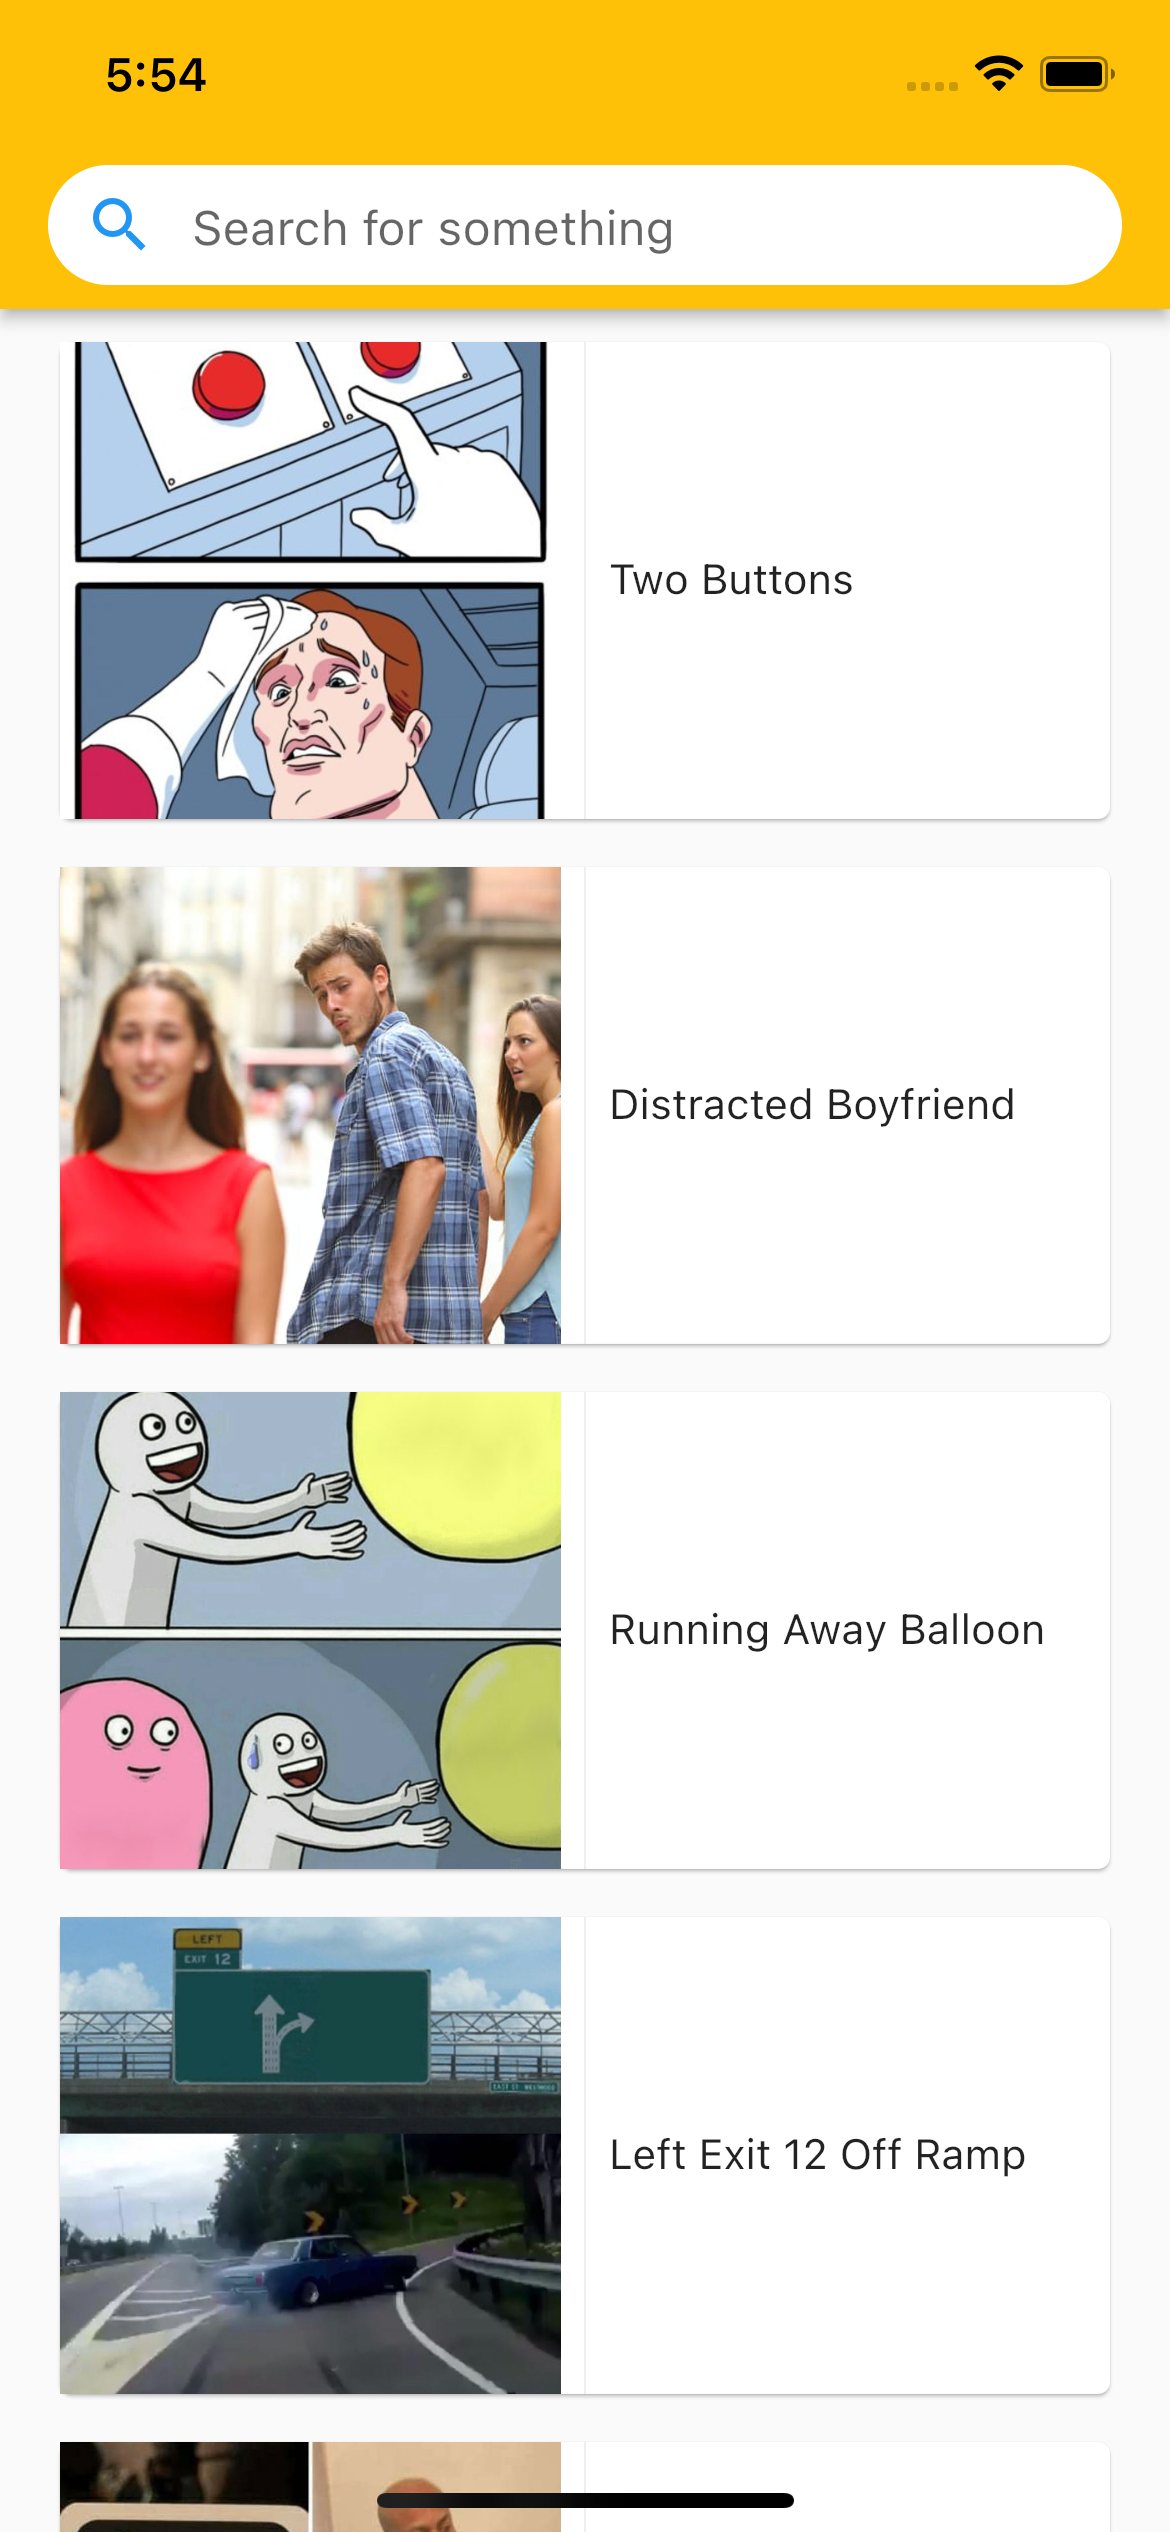 5:54
Search for something
Two Buttons
Distracted Boyfriend
Running Away Balloon
LEFT
EXIT 12
Left Exit 12 Off Ramp